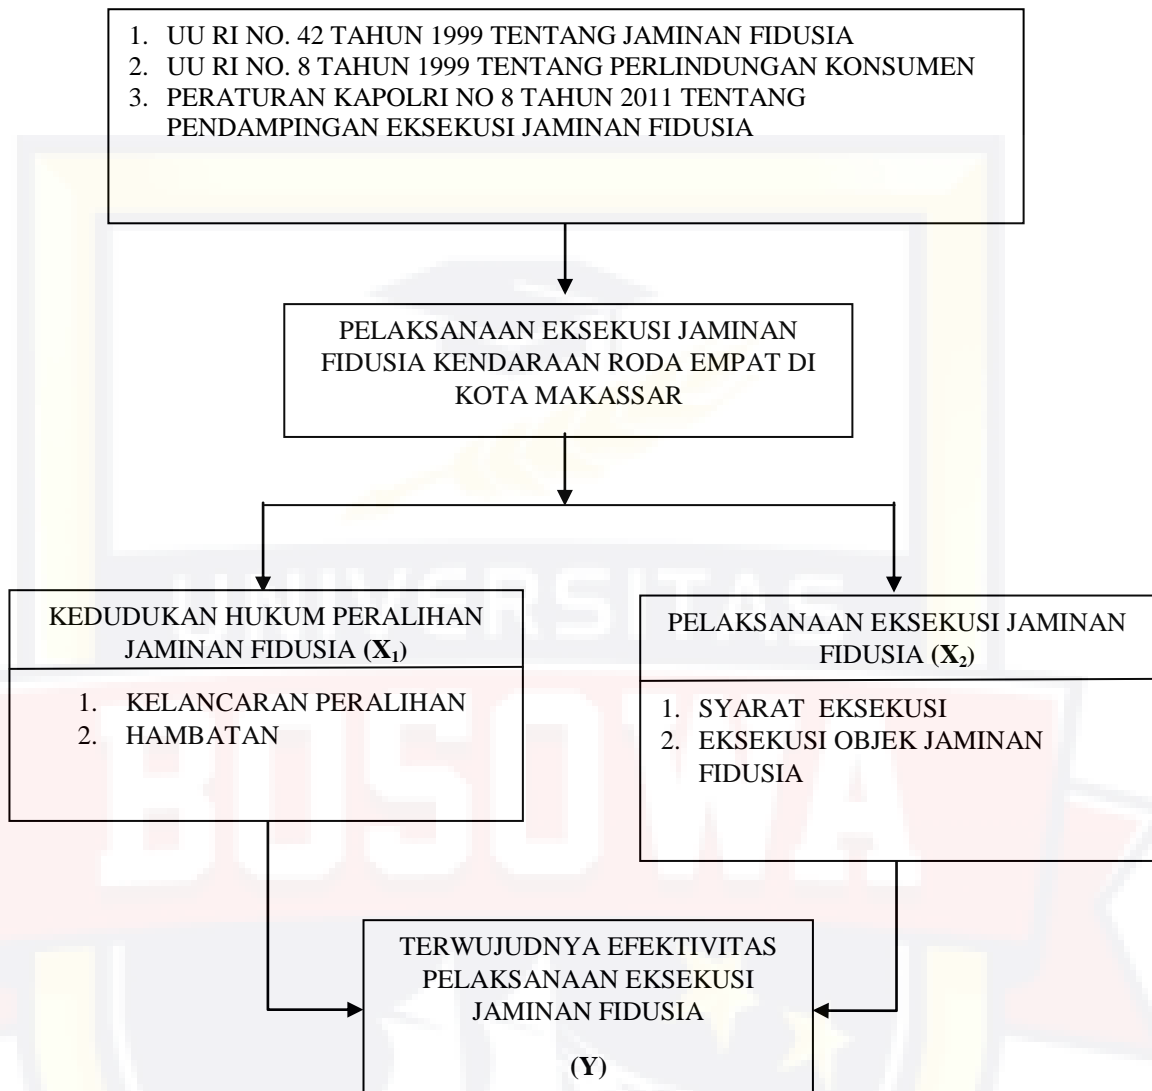 1. UU RI NO. 42 TAHUN 1999 TENTANG JAMINAN FIDUSIA
2. UU RI NO. 8 TAHUN 1999 TENTANG PERLINDUNGAN KONSUMEN
3. PERATURAN KAPOLRI NO 8 TAHUN 2011 TENTANG
PENDAMPINGAN EKSEKUSI JAMINAN FIDUSIA
PELAKSANAAN EKSEKUSI JAMINAN
FIDUSIA KENDARAAN RODA EMPAT DI
KOTA MAKASSAR
KEDUDUKAN HUKUM PERALIHAN
JAMINAN FIDUSIA (X₁)
1. KELANCARAN PERALIHAN
2. HAMBATAN
PELAKSANAAN EKSEKUSI JAMINAN
FIDUSIA (X₂)
1. SYARAT EKSEKUSI
2. EKSEKUSI OBJEK JAMINAN
FIDUSIA
TERWUJUDNYA EFEKTIVITAS
PELAKSANAAN EKSEKUSI
JAMINAN FIDUSIA
(Y)
UNIVERSITAS
BOSOWA